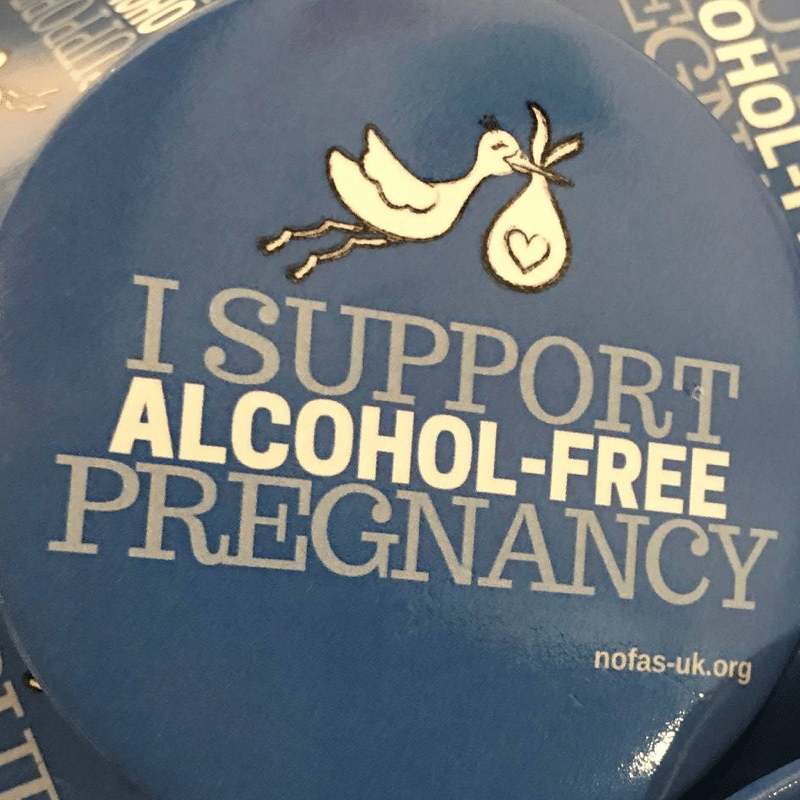 I SUPPORT
ALCOHOL-FREE
PREGNANCY
nofas-uk.org